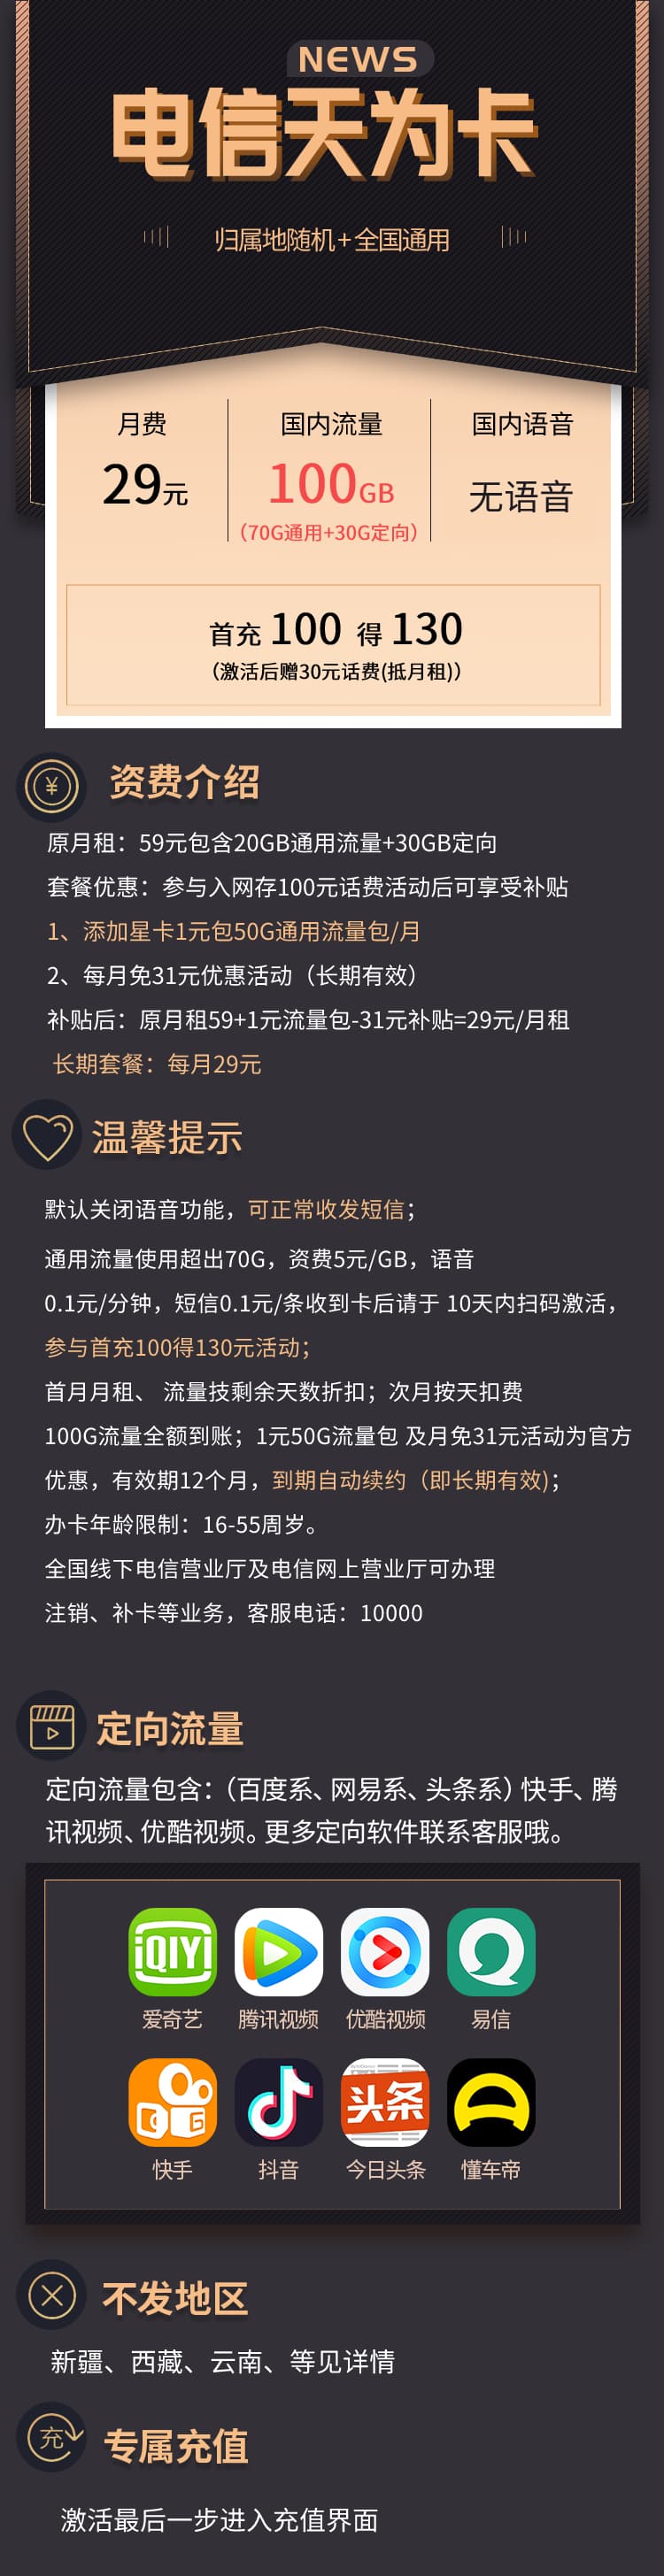 NEWS
电信天为卡
归属地随机+全国通用
月费
国内流量
国内语音
29元
100GB
无语音
（70G通用+30G定向）
首充100 得130
（激活后赠30元话费(抵月租)）
资费介绍
原月租：59元包含20GB通用流量+30GB定向
套餐优惠：参与入网存100元话费活动后可享受补贴
1、添加星卡1元包50G通用流量包/月
2、每月免31元优惠活动（长期有效）
补贴后：原月租59+1元流量包-31元补贴=29元/月租
长期套餐：每月29元
温馨提示
默认关闭语音功能，可正常收发短信；
通用流量使用超出70G，资费5元/GB，语音
0.1元/分钟，短信0.1元/条收到卡后请于 10天内扫码激活，
参与首充100得130元活动；
首月月租、 流量技剩余天数折扣；次月按天扣费
100G流量全额到账；1元50G流量包 及月免31元活动为官方
优惠，有效期12个月，到期自动续约（即长期有效)；
办卡年龄限制：16-55周岁。
全国线下电信营业厅及电信网上营业厅可办理
注销、补卡等业务，客服电话：10000
定向流量
定向流量包含：（百度系、网易系、头条系）快手、腾
讯视频、优酷视频。更多定向软件联系客服哦。
iQIYI
爱奇艺
腾讯视频
优酷视频
易信
头条
快手
抖音
今日头条
懂车帝
不发地区
新疆、西藏、云南、等见详情
充
专属充值
激活最后一步进入充值界面